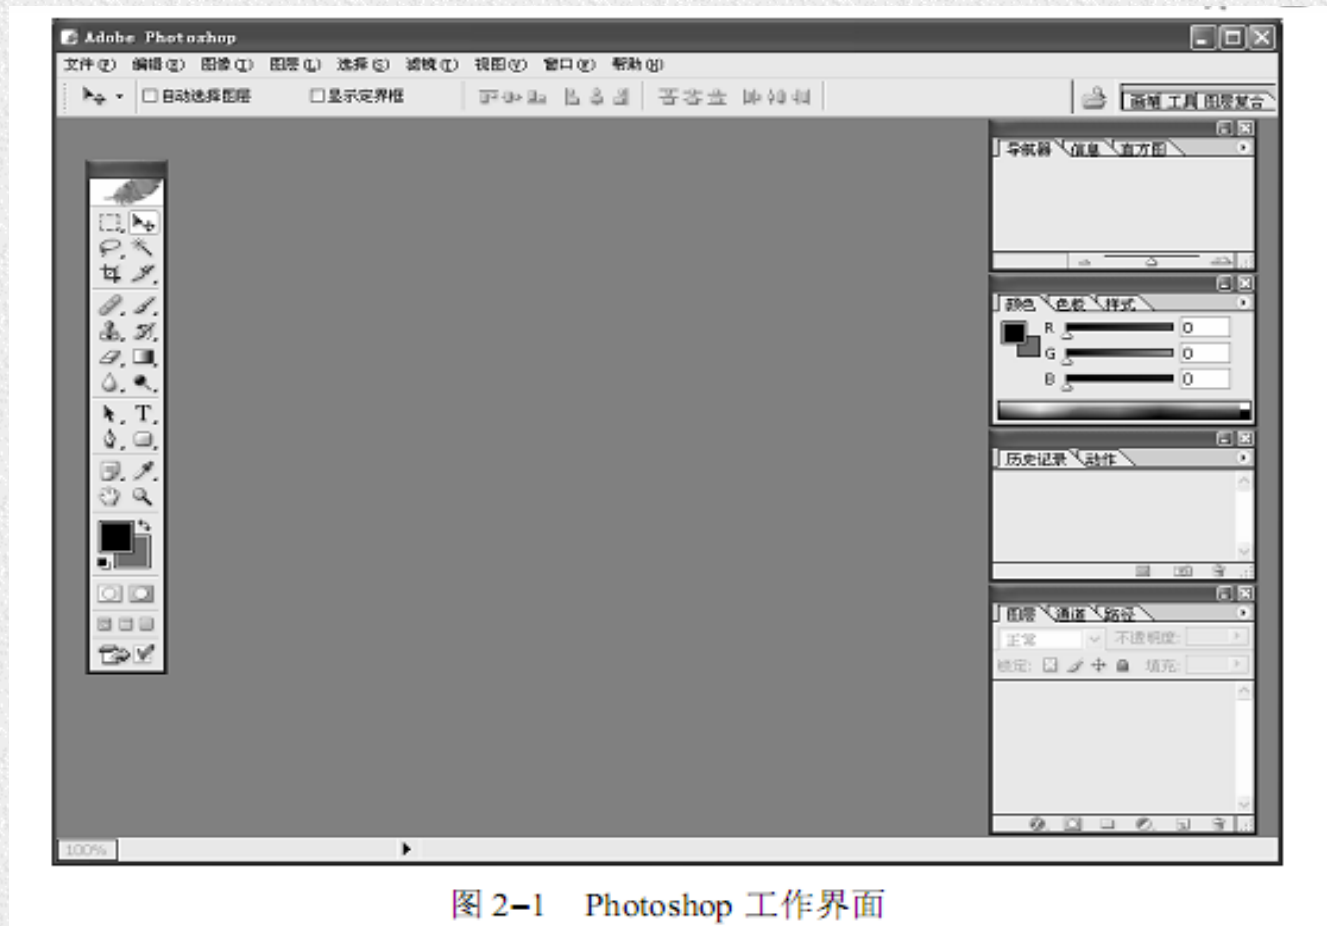 Adobe Photoshop
文件(F) 编辑(E) 图像(I) 图层(L) 选择(S) 滤镜(T) 视图(V) 窗口(W) 帮助(H)
自动选择图层 显示定界框
画笔 工具 图层复合
导航器 信息 直方图
颜色 色板 样式
R 0
G 0
B 0
T
历史记录 动作
图层 通道 路径
正常 不透明度:
锁定: 填充:
100%
图 2-1 Photoshop 工作界面